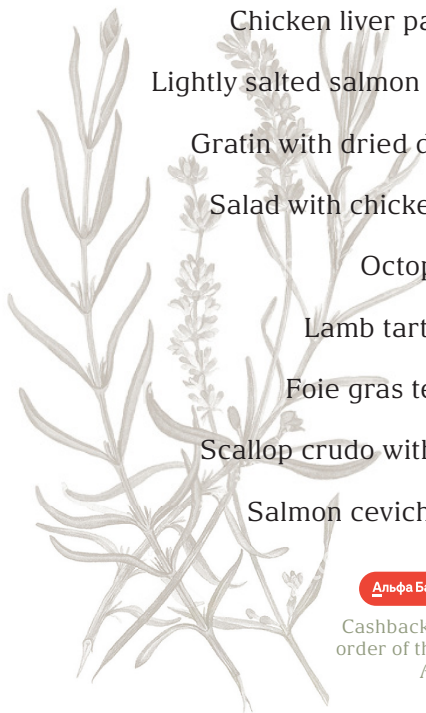 Chicken liver pa
Lightly salted salmon
Gratin with dried d
Salad with chicke
Octop
Lamb tart
Foie gras te
Scallop crudo with
Salmon cevich
Альфа Ба
Cashback
order of th
A